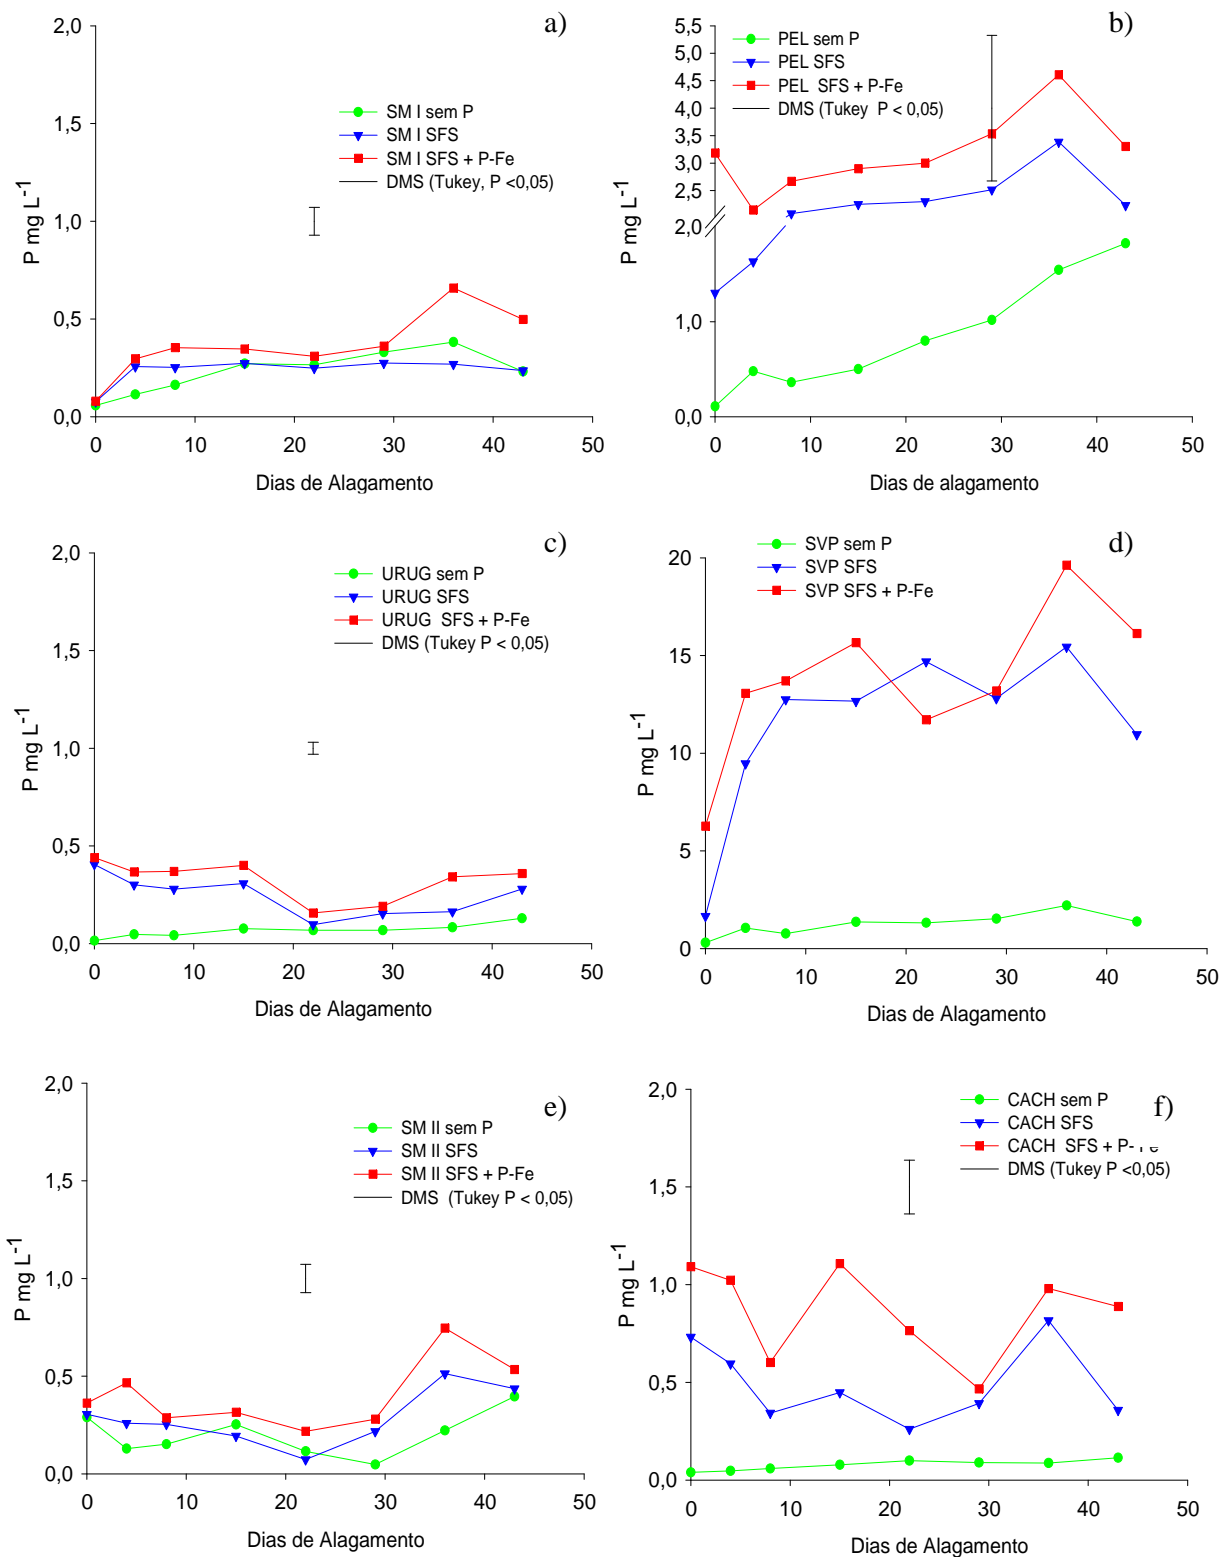 a)
2,0
1,5
1,0
0,5
0,0
P mg L-1
SM I sem P
SM I SFS
SM I SFS + P-Fe
DMS (Tukey, P <0,05)
0 10 20 30 40 50
Dias de Alagamento
b)
5,5
5,0
4,5
4,0
3,5
3,0
2,5
2,0
1,0
0,0
P mg L-1
PEL sem P
PEL SFS
PEL SFS + P-Fe
DMS (Tukey P < 0,05)
0 10 20 30 40 50
Dias de alagamento
c)
2,0
1,5
1,0
0,5
0,0
P mg L-1
URUG sem P
URUG SFS
URUG SFS + P-Fe
DMS (Tukey P < 0,05)
0 10 20 30 40 50
Dias de Alagamento
d)
20
15
10
5
0
P mg L-1
SVP sem P
SVP SFS
SVP SFS + P-Fe
0 10 20 30 40 50
Dias de Alagamento
e)
2,0
1,5
1,0
0,5
0,0
P mg L-1
SM II sem P
SM II SFS
SM II SFS + P-Fe
DMS (Tukey P < 0,05)
0 10 20 30 40 50
Dias de Alagamento
f)
2,0
1,5
1,0
0,5
0,0
P mg L-1
CACH sem P
CACH SFS
CACH SFS + P-Fe
DMS (Tukey P <0,05)
0 10 20 30 40 50
Dias de Alagamento